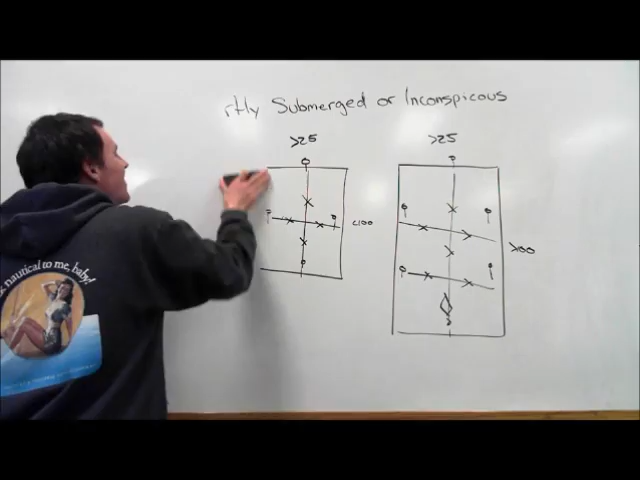 rtly Submerged or Inconspicous
>25
>25
<100
>100
nautical to me, baby!